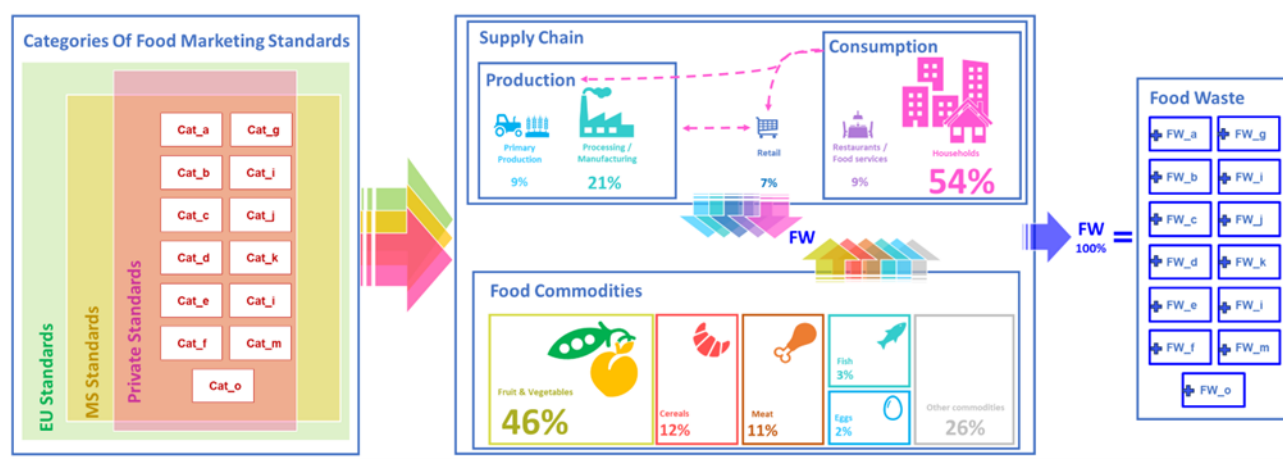 Categories Of Food Marketing Standards
EU Standards
MS Standards
Private Standards
Cat_a
Cat_g
Cat_b
Cat_i
Cat_c
Cat_j
Cat_d
Cat_k
Cat_e
Cat_i
Cat_f
Cat_m
Cat_o
Supply Chain
Production
Primary
Production
9%
Processing /
Manufacturing
21%
Retail
7%
Consumption
Restaurants /
Food services
9%
Households
54%
FW
Food Commodities
Fruit & Vegetables
46%
Cereals
12%
Meat
11%
Fish
3%
Eggs
2%
Other commodities
26%
FW
100%
=
Food Waste
FW_a
FW_g
FW_b
FW_i
FW_c
FW_j
FW_d
FW_k
FW_e
FW_i
FW_f
FW_m
FW_o